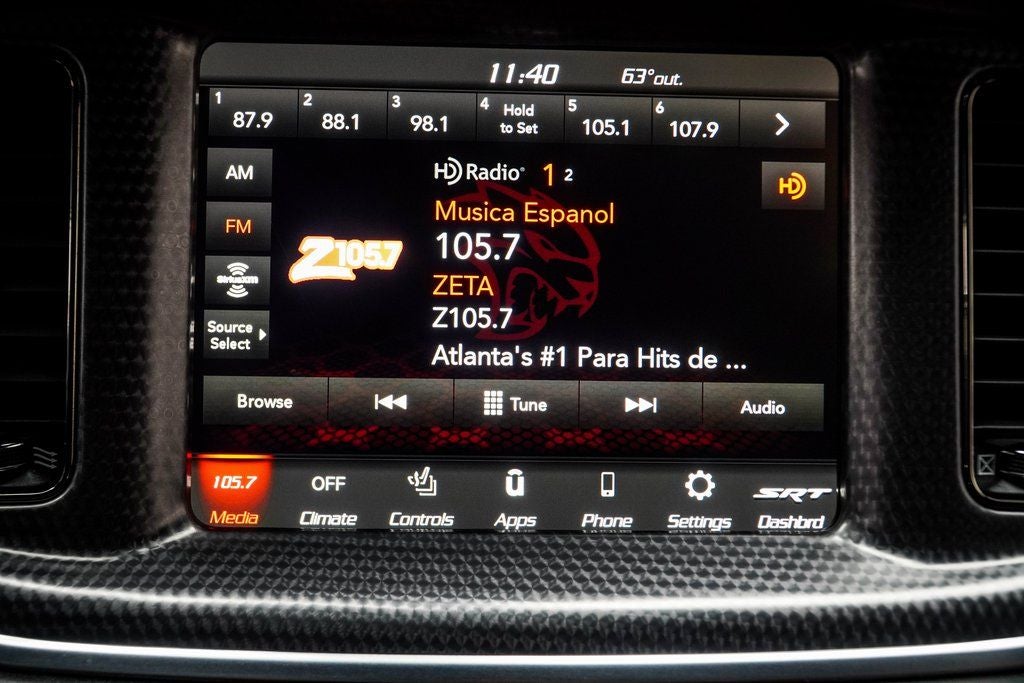 11:40 63°out.
1 87.9 2 88.1 3 98.1 4 Hold to Set 5 105.1 6 107.9
AM
FM
SiriusXM
Source Select
HD Radio® 1 2
HD
Z105.7
Musica Espanol
105.7
ZETA
Z105.7
Atlanta's #1 Para Hits de ...
Browse Tune Audio
105.7 OFF SRT
Media Climate Controls Apps Phone Settings Dashbrd